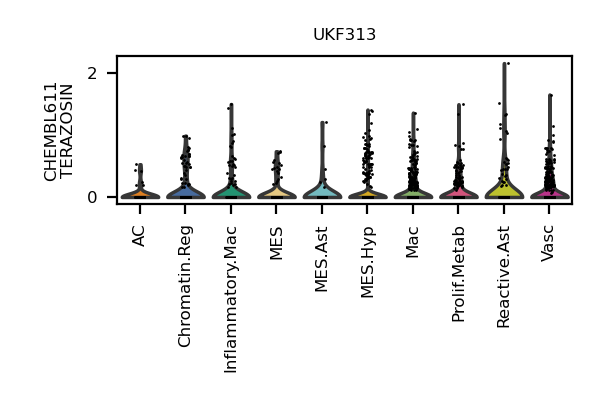 UKF313
CHEMBL611
TERAZOSIN
2
0
AC
Chromatin.Reg
Inflammatory.Mac
MES
MES.Ast
MES.Hyp
Mac
Prolif.Metab
Reactive.Ast
Vasc